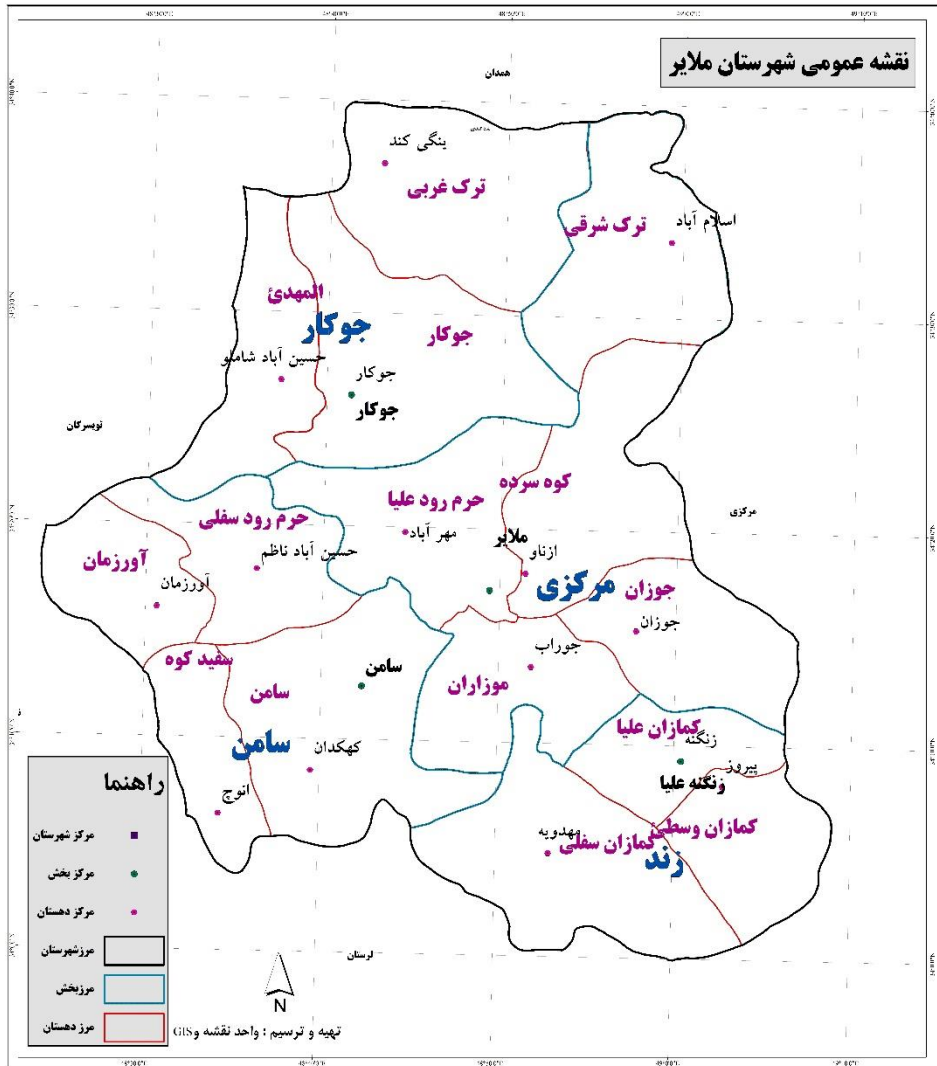 نقشه عمومی شهرستان ملایر
همدان
ینگی کند
ترک غربی
ترک شرقی
اسلام آباد
المهدئ
جوکار
جوکار
حسین آباد شاملو
جوکار
جوکار
تویسرکان
کوه سرده
حرم رود علیا
حرم رود سفلی
مهر آباد
ملایر
مرکزی
آورزمان
حسین آباد ناظم
ازناو
آورزمان
مرکزی
جوزان
جوزان
سفید کوه
سامن
جوراب
سامن
موزاران
کمازان علیا
سامن
کهکدان
زنگنه
پیروز
زنگنه علیا
انوچ
کمازان وسطی
مهدویه
کمازان سفلی
زند
لرستان
راهنما
مرکز شهرستان
مرکز بخش
مرکز دهستان
مرزشهرستان
مرزبخش
مرز دهستان
N
تهیه و ترسیم : واحد نقشه وGIS